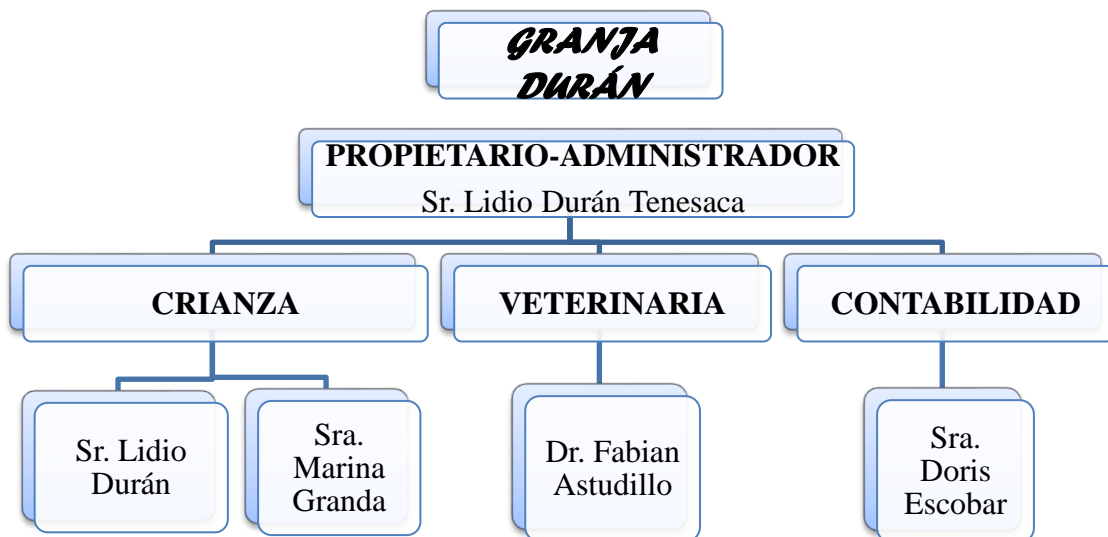 GRANJA
DURÁN
PROPIETARIO-ADMINISTRADOR
Sr. Lidio Durán Tenesaca
CRIANZA
VETERINARIA
CONTABILIDAD
Sr. Lidio
Durán
Sra.
Marina
Granda
Dr. Fabian
Astudillo
Sra.
Doris
Escobar